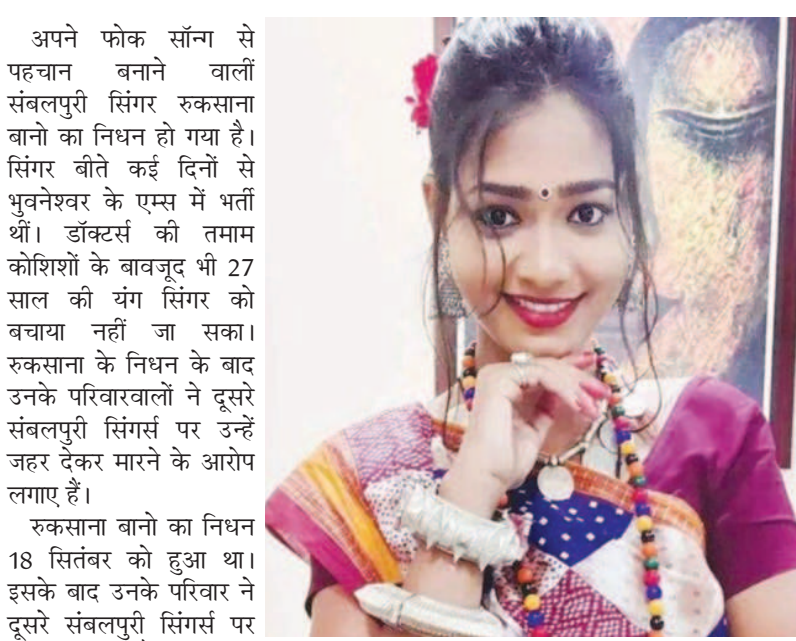 अपने फोक सॉन्ग से
पहचान बनाने वालीं
संबलपुरी सिंगर रुकसाना
बानो का निधन हो गया है।
सिंगर बीते कई दिनों से
भुवनेश्वर के एम्स में भर्ती
थीं। डॉक्टर्स की तमाम
कोशिशों के बावजूद भी 27
साल की यंग सिंगर को
बचाया नहीं जा सका।
रुकसाना के निधन के बाद
उनके परिवारवालों ने दूसरे
संबलपुरी सिंगर्स पर उन्हें
जहर देकर मारने के आरोप
लगाए हैं।
रुकसाना बानो का निधन
18 सितंबर को हुआ था।
इसके बाद उनके परिवार ने
दूसरे संबलपुरी सिंगर्स पर